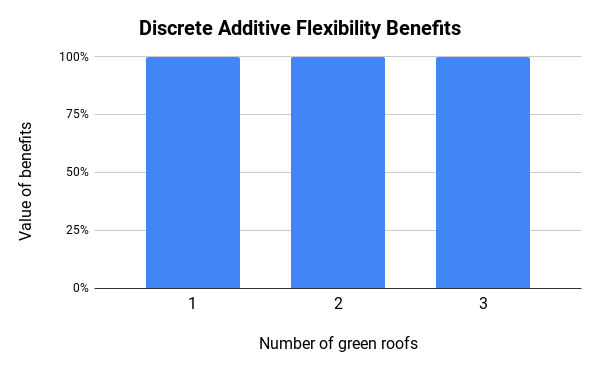 Discrete Additive Flexibility Benefits
Value of benefits
100%
75%
50%
25%
0%
1 2 3
Number of green roofs